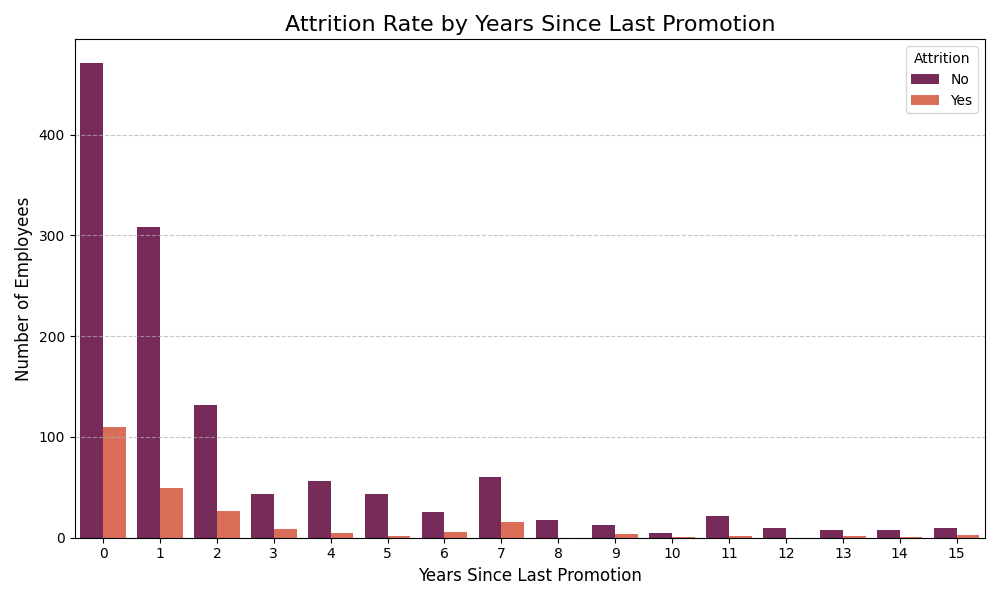 Attrition Rate by Years Since Last Promotion
Attrition
No
Yes
Number of Employees
400
300
200
100
0
0 1 2 3 4 5 6 7 8 9 10 11 12 13 14 15
Years Since Last Promotion